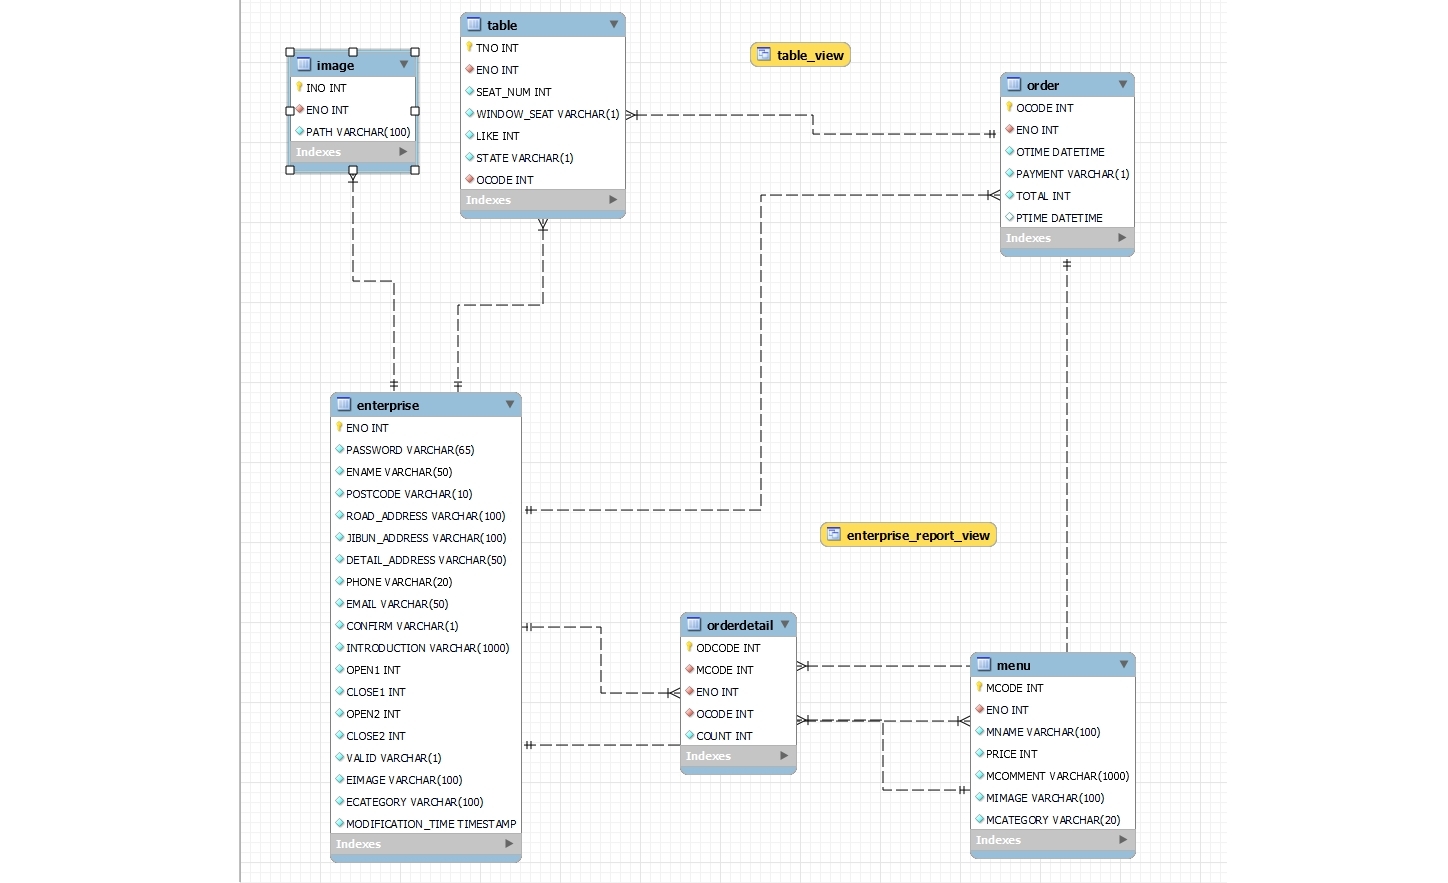 table
TNO INT
ENO INT
SEAT_NUM INT
WINDOW_SEAT VARCHAR(1)
LIKE INT
STATE VARCHAR(1)
OCODE INT
Indexes
image
INO INT
ENO INT
PATH VARCHAR(100)
Indexes
table_view
order
OCODE INT
ENO INT
OTIME DATETIME
PAYMENT VARCHAR(1)
TOTAL INT
PTIME DATETIME
Indexes
enterprise
ENO INT
PASSWORD VARCHAR(65)
ENAME VARCHAR(50)
POSTCODE VARCHAR(10)
ROAD_ADDRESS VARCHAR(100)
JIBUN_ADDRESS VARCHAR(100)
DETAIL_ADDRESS VARCHAR(50)
PHONE VARCHAR(20)
EMAIL VARCHAR(50)
CONFIRM VARCHAR(1)
INTRODUCTION VARCHAR(1000)
OPEN1 INT
CLOSE1 INT
OPEN2 INT
CLOSE2 INT
VALID VARCHAR(1)
EIMAGE VARCHAR(100)
ECATEGORY VARCHAR(100)
MODIFICATION_TIME TIMESTAMP
Indexes
enterprise_report_view
orderdetail
ODCODE INT
MCODE INT
ENO INT
OCODE INT
COUNT INT
Indexes
menu
MCODE INT
ENO INT
MNAME VARCHAR(100)
PRICE INT
MCOMMENT VARCHAR(1000)
MIMAGE VARCHAR(100)
MCATEGORY VARCHAR(20)
Indexes